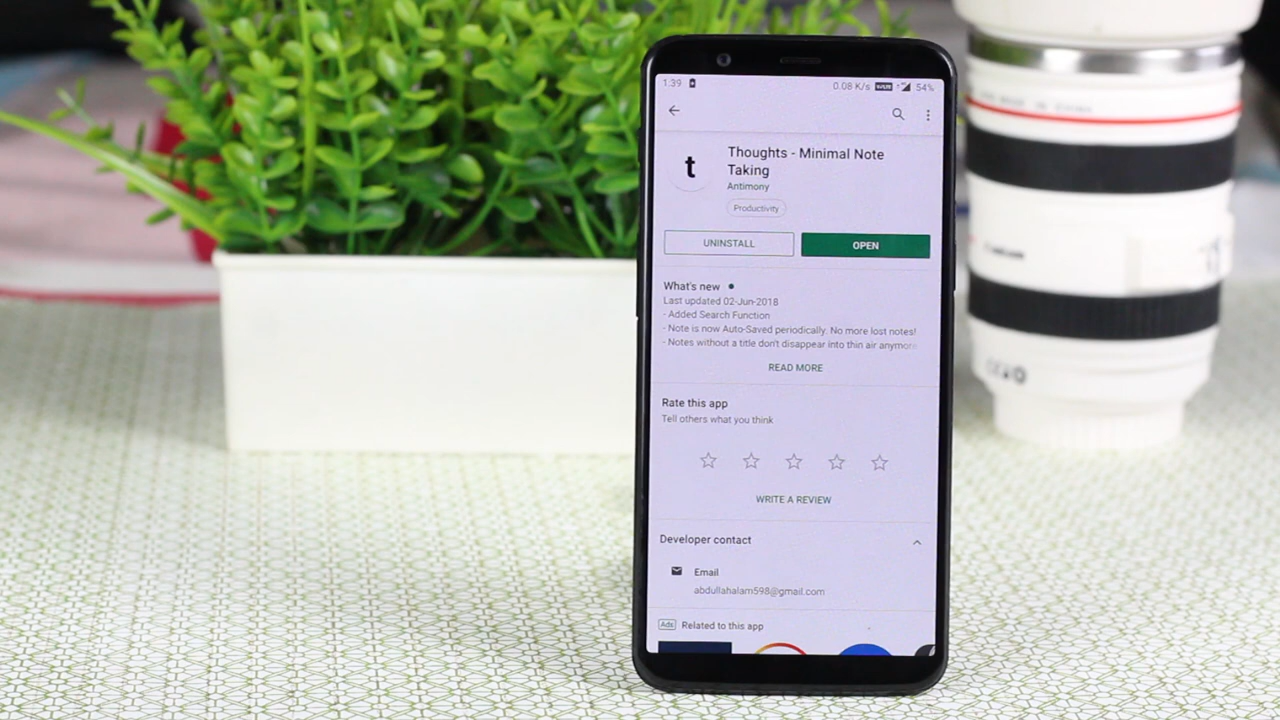 1:39
0.08 K/s
54%
t
Thoughts - Minimal Note
Taking
Antimony
Productivity
UNINSTALL
OPEN
What's new
Last updated 02-Jun-2018
- Added Search Function
- Note is now Auto-Saved periodically. No more lost notes!
- Notes without a title don't disappear into thin air anymore
READ MORE
Rate this app
Tell others what you think
WRITE A REVIEW
Developer contact
Email
abdullahalam598@gmail.com
Ads Related to this app